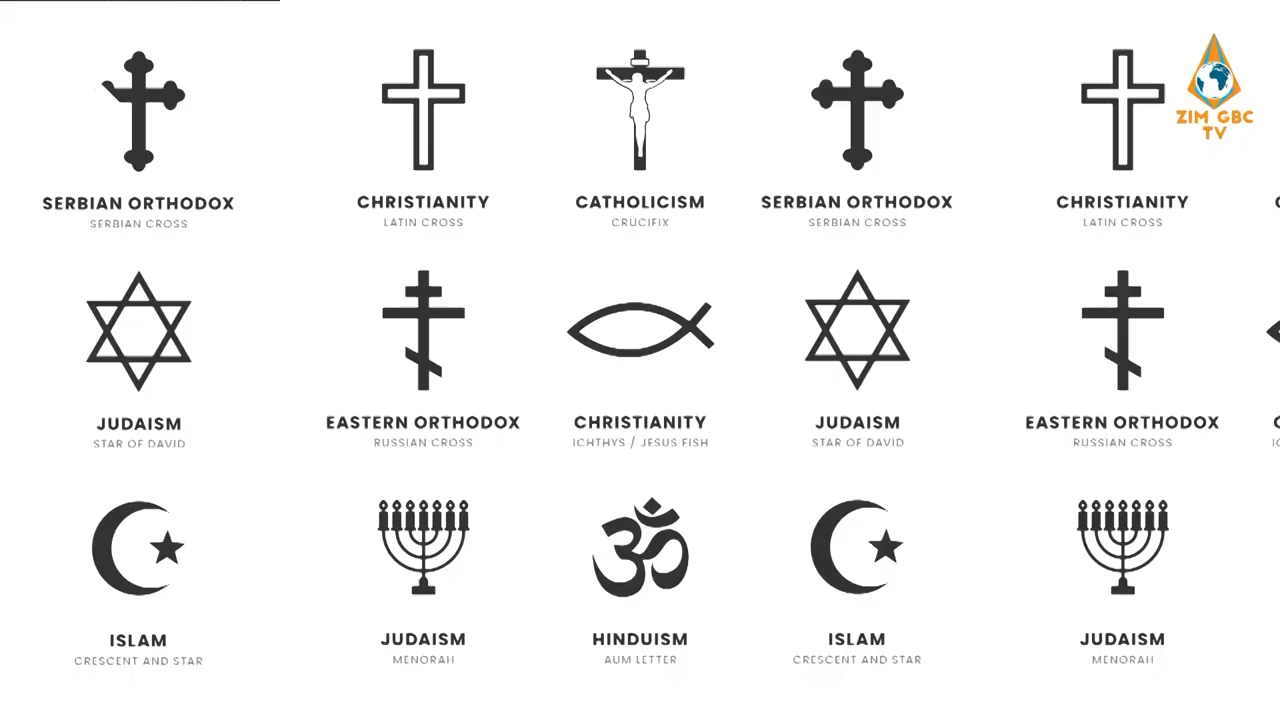 ZIM GBC
TV
SERBIAN ORTHODOX
SERBIAN CROSS
CHRISTIANITY
LATIN CROSS
CATHOLICISM
CRUCIFIX
SERBIAN ORTHODOX
SERBIAN CROSS
CHRISTIANITY
LATIN CROSS
JUDAISM
STAR OF DAVID
EASTERN ORTHODOX
RUSSIAN CROSS
CHRISTIANITY
ICHTHYS / JESUS FISH
JUDAISM
STAR OF DAVID
EASTERN ORTHODOX
RUSSIAN CROSS
ISLAM
CRESCENT AND STAR
JUDAISM
MENORAH
HINDUISM
AUM LETTER
ISLAM
CRESCENT AND STAR
JUDAISM
MENORAH